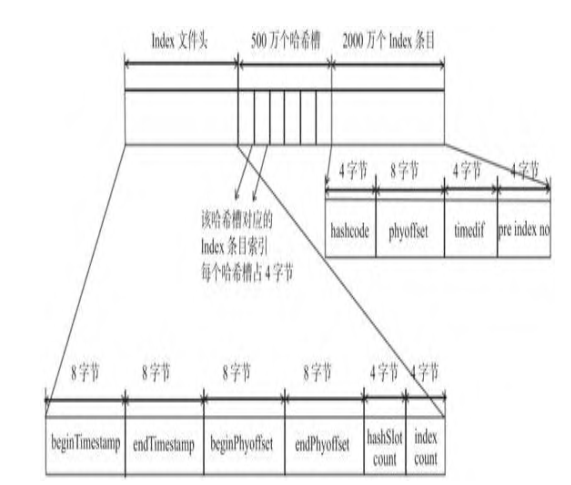 Index 文件头
500 万个哈希槽
2000 万个 Index 条目
4 字节
8 字节
4 字节
4 字节
hashcode
phyoffset
timedif
pre index no
该哈希槽对应的
Index 条目索引
每个哈希槽占 4 字节
8 字节
8 字节
8 字节
8 字节
4 字节
4 字节
beginTimestamp
endTimestamp
beginPhyoffset
endPhyoffset
hashSlot
count
index
count